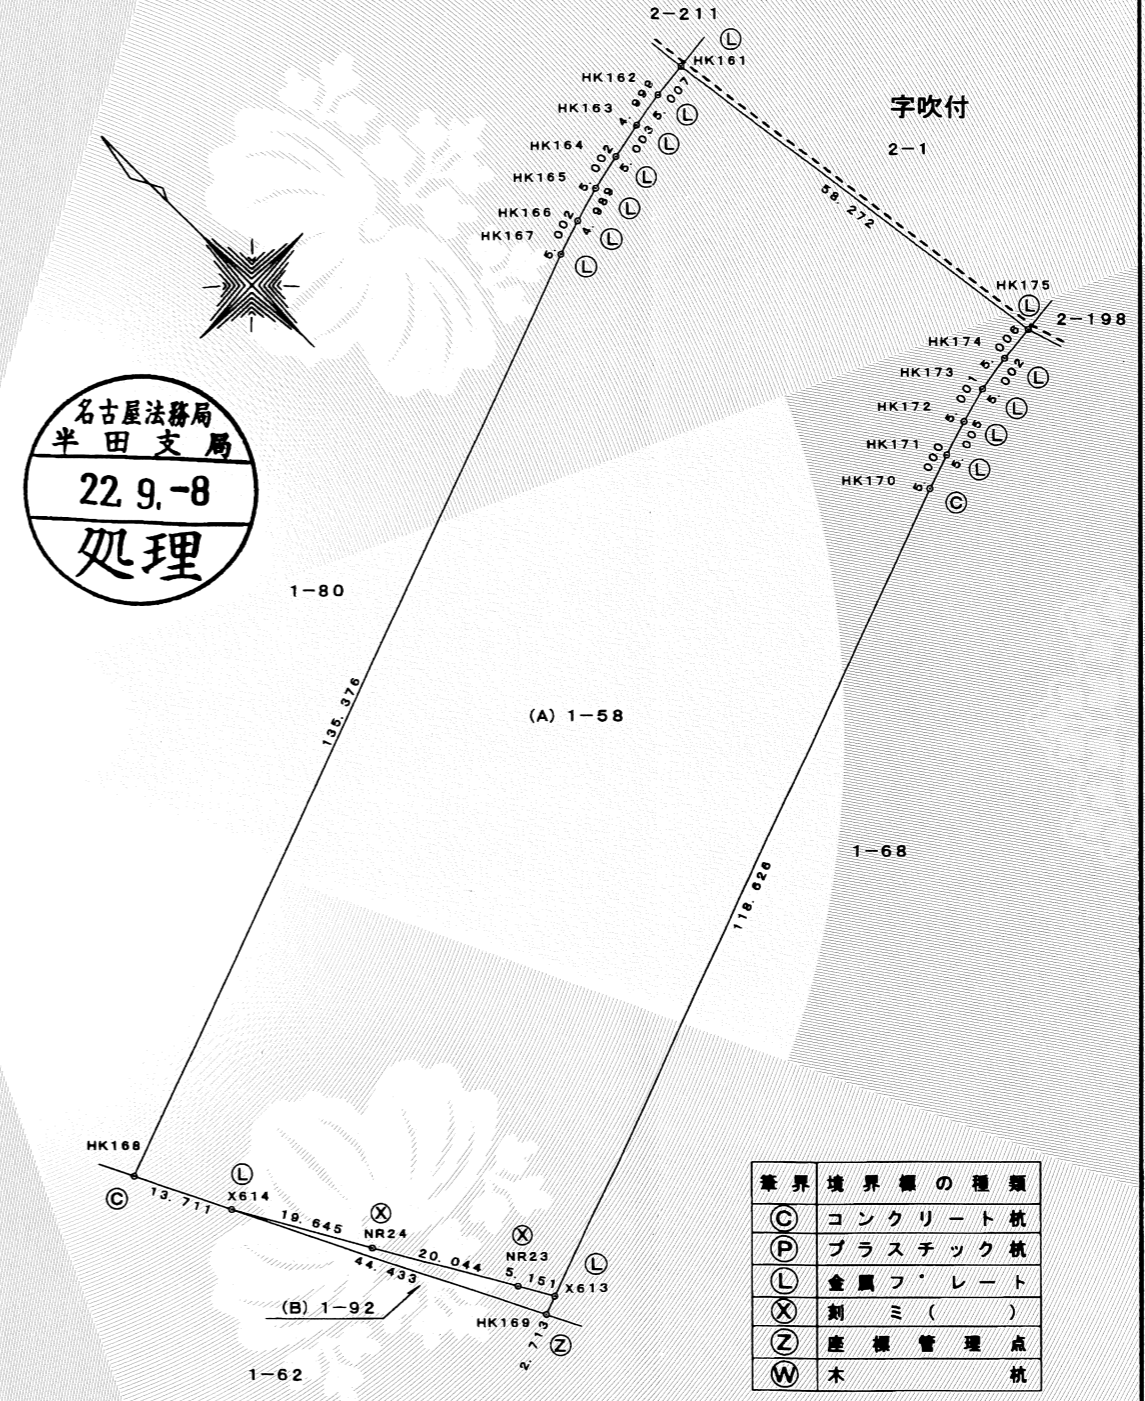 2-211
Ⓛ
HK161
HK162
4.998
5.007
Ⓛ
HK163
5.003
Ⓛ
HK164
5.002
Ⓛ
HK165
4.989
Ⓛ
HK166
5.002
Ⓛ
HK167
Ⓛ
字吹付
2-1
58.272
HK175
Ⓛ
2-198
HK174
5.006
5.002
Ⓛ
HK173
5.001
Ⓛ
HK172
5.005
Ⓛ
HK171
5.000
Ⓛ
HK170
Ⓒ
名古屋法務局
半田支局
22.9.-8
処理
1-80
135.376
(A) 1-58
1-68
118.626
HK168
Ⓒ
13.711
Ⓛ
X614
19.645
Ⓧ
NR24
20.044
Ⓧ
NR23
5.151
Ⓛ
X613
44.433
(B) 1-92
HK169
2.713
Ⓩ
1-62
筆界 境界標の種類
Ⓒ コンクリート杭
Ⓟ プラスチック杭
Ⓛ 金属プレート
Ⓧ 刻ミ( )
Ⓩ 座標管理点
Ⓦ 木杭